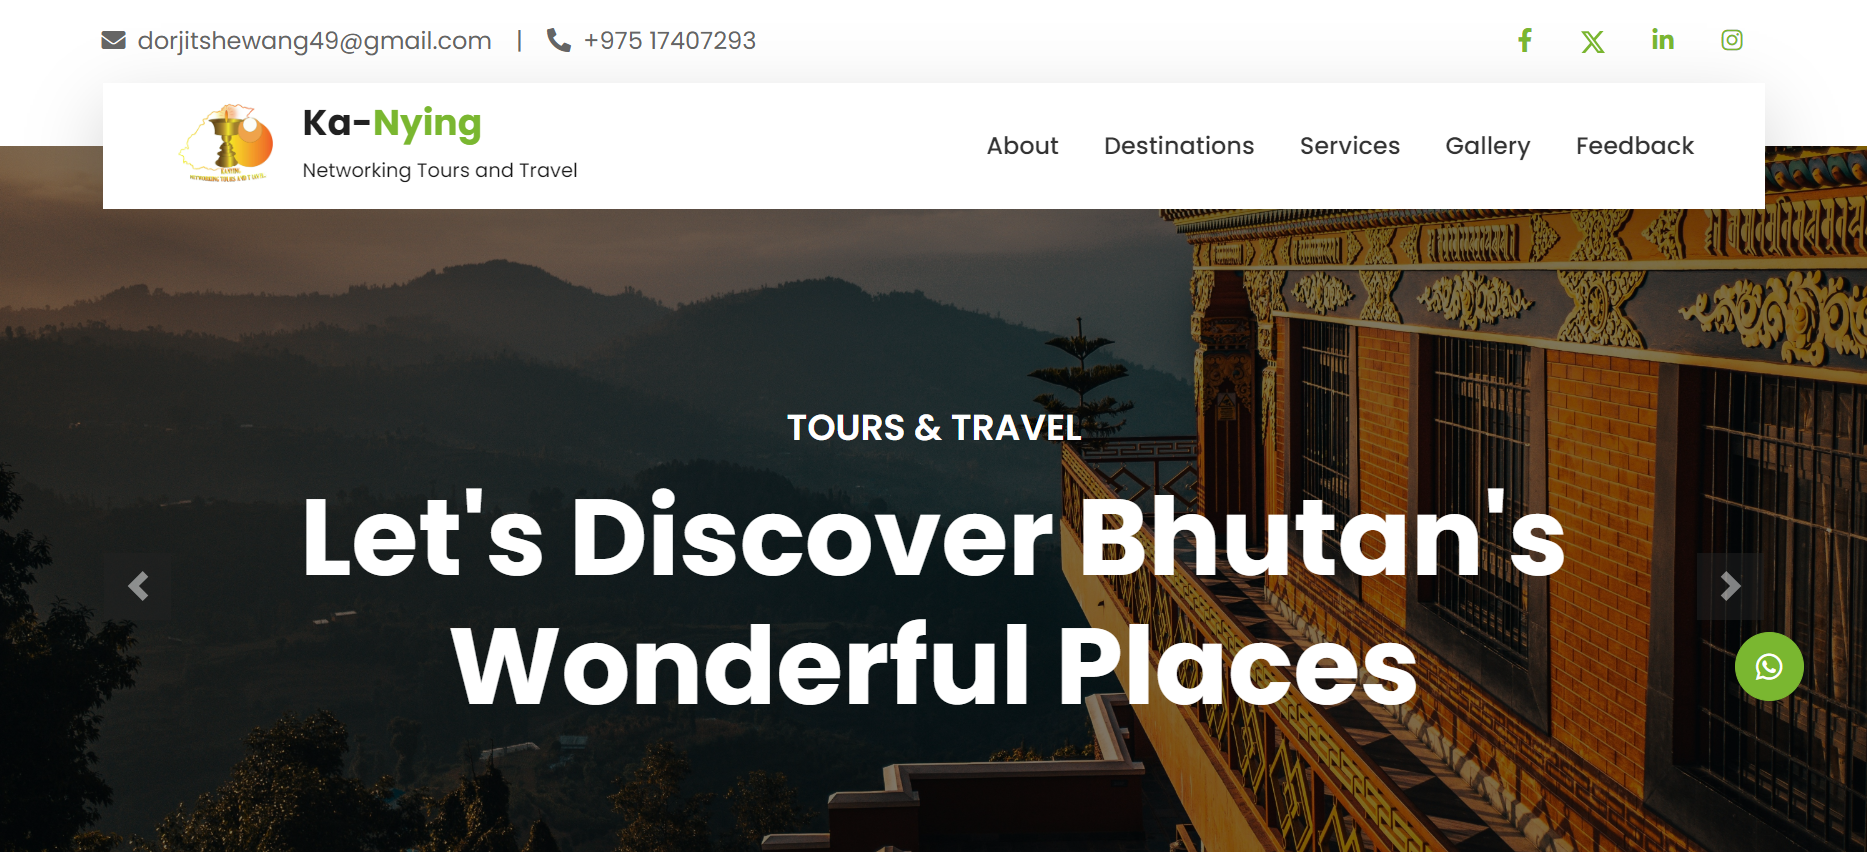 dorjitshewang49@gmail.com | +975 17407293
Ka-Nying
Networking Tours and Travel
About Destinations Services Gallery Feedback
TOURS & TRAVEL
Let's Discover Bhutan's
Wonderful Places